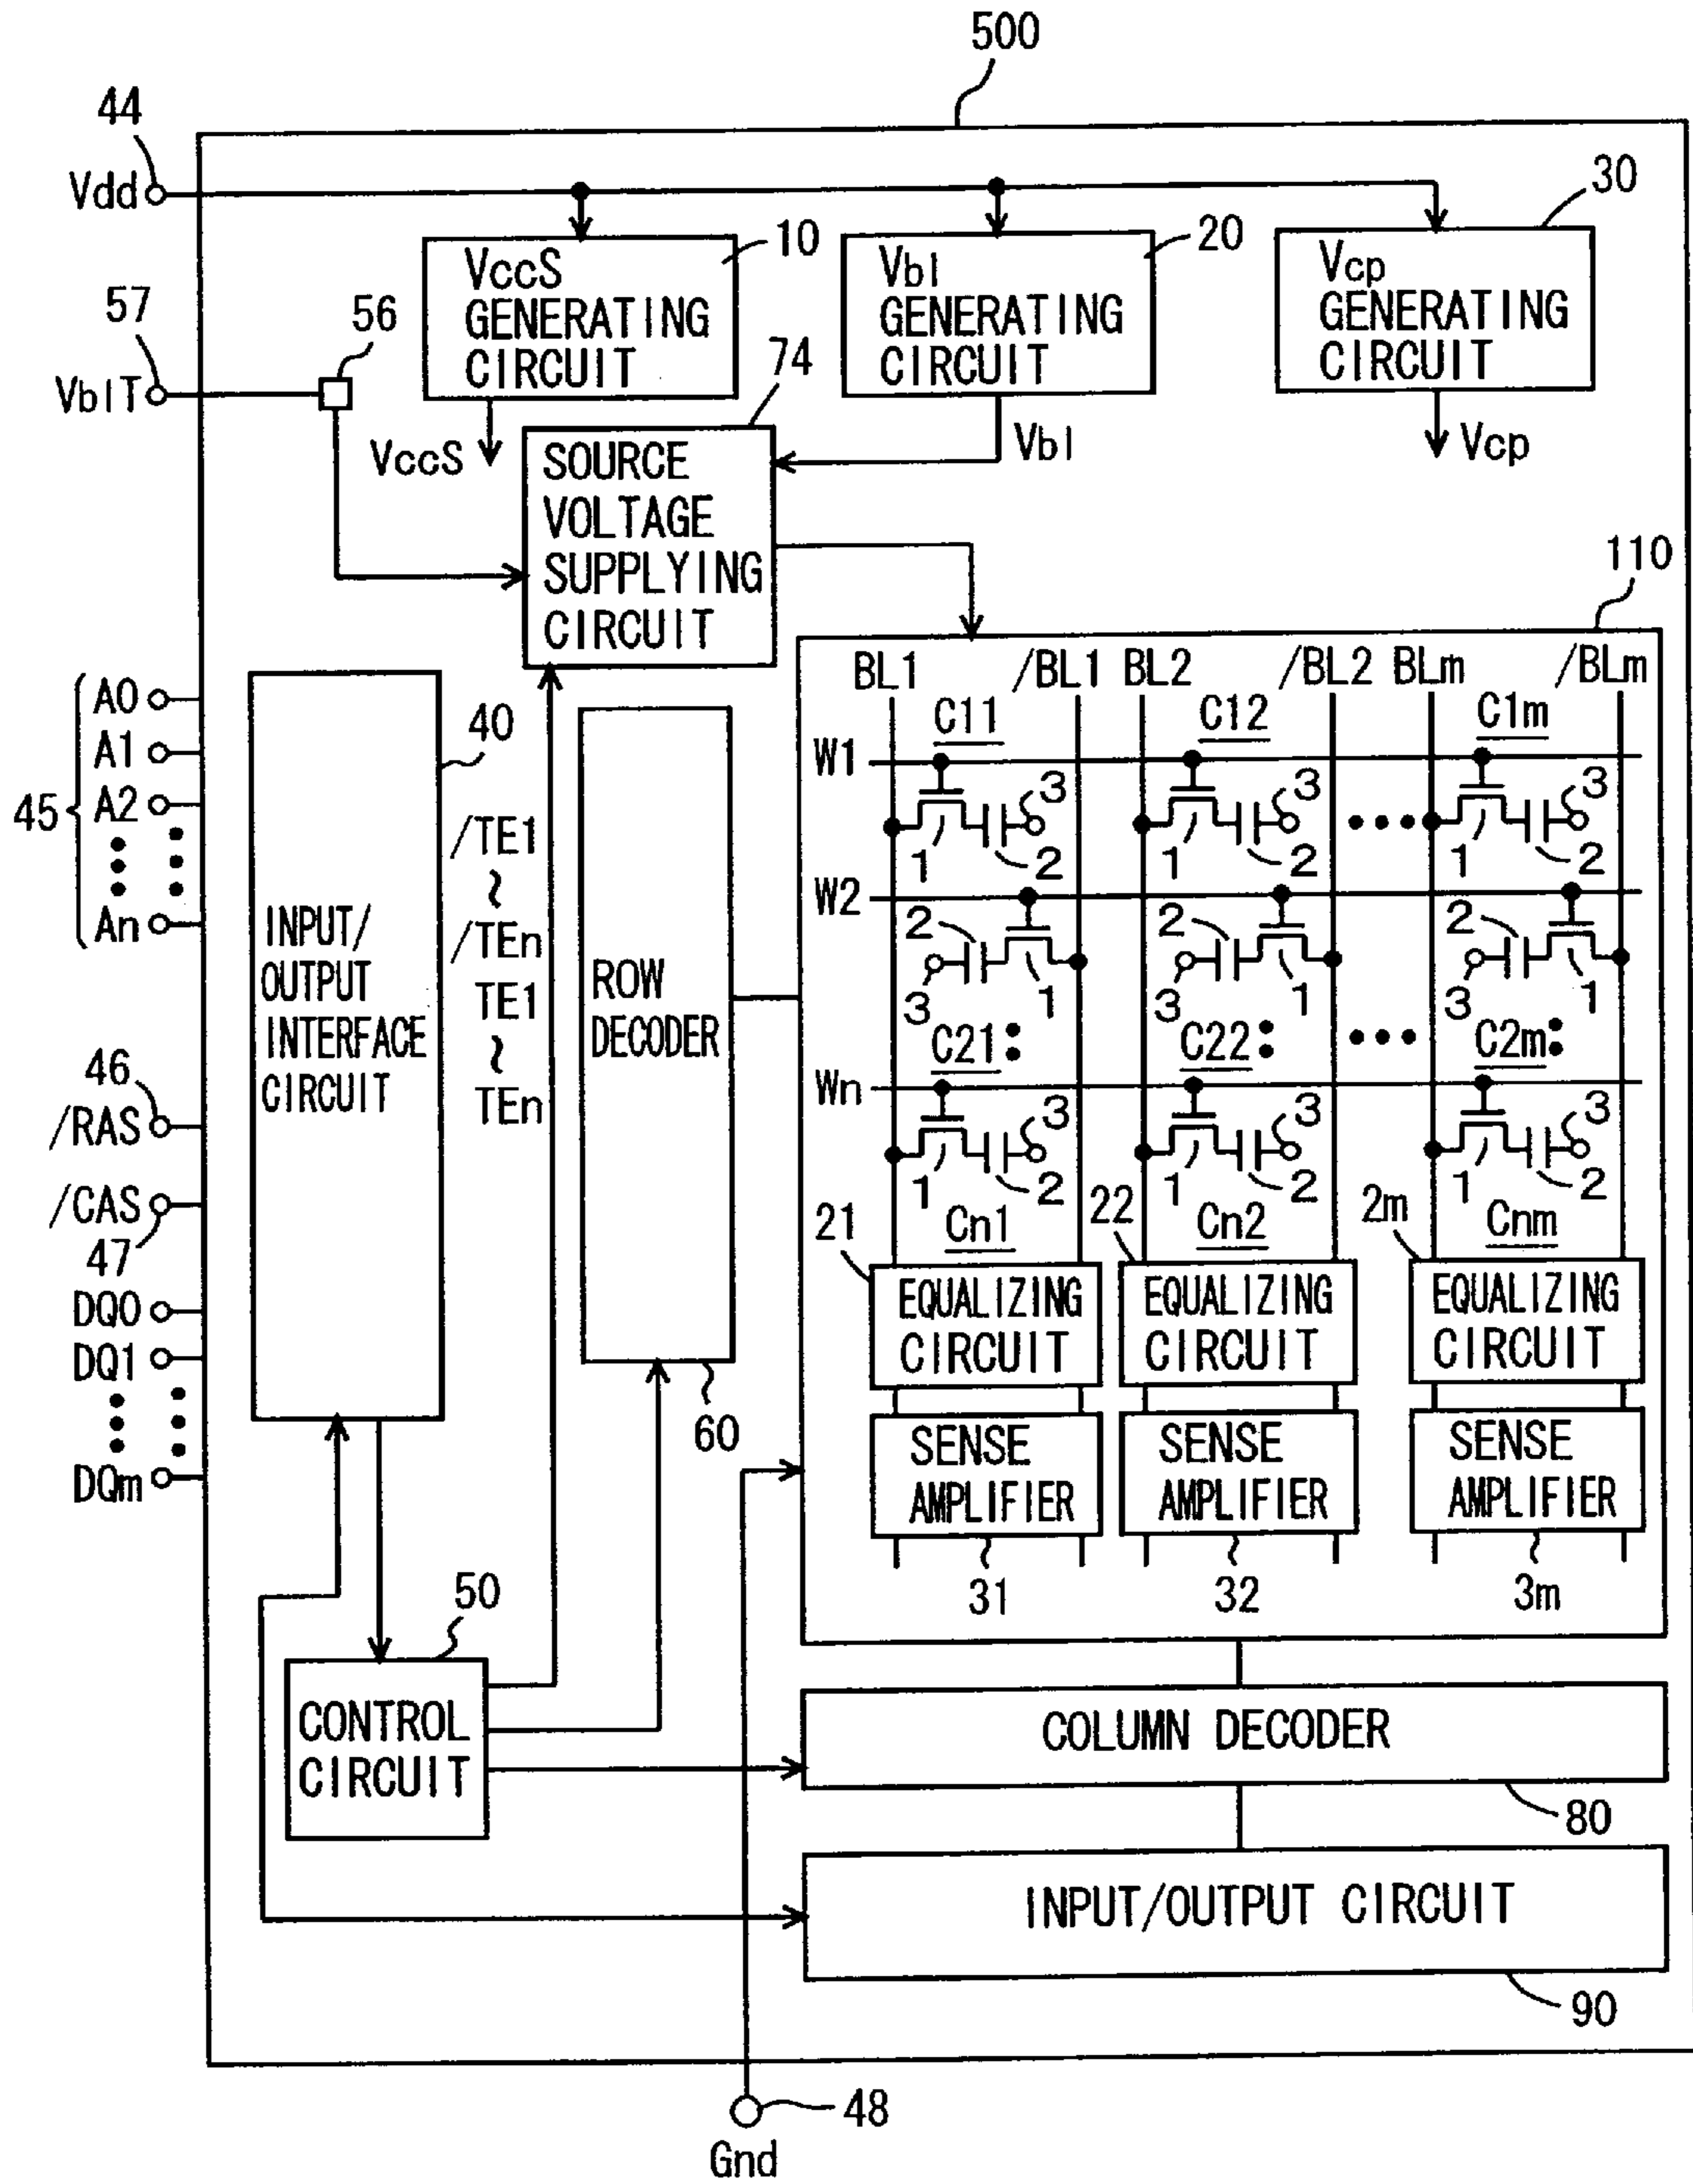 500
44
Vdd
10
20
30
VccS
GENERATING
CIRCUIT
Vbl
GENERATING
CIRCUIT
Vcp
GENERATING
CIRCUIT
57
56
VblT
74
VccS
Vbl
Vcp
SOURCE
VOLTAGE
SUPPLYING
CIRCUIT
110
BL1 /BL1 BL2 /BL2 BLm /BLm
45
A0
A1
A2
An
40
INPUT/
OUTPUT
INTERFACE
CIRCUIT
/TE1
~
/TEn
TE1
~
TEn
ROW
DECODER
60
C11 C12 C1m
W1
3 3 3
1 2 1 2 1 2
W2
2 2 2
3 1 3 1 3 1
C21 C22 C2m
Wn
3 3 3
1 2 1 2 1 2
Cn1 Cn2 Cnm
21 22 2m
EQUALIZING
CIRCUIT
EQUALIZING
CIRCUIT
EQUALIZING
CIRCUIT
SENSE
AMPLIFIER
SENSE
AMPLIFIER
SENSE
AMPLIFIER
31 32 3m
46
/RAS
/CAS
47
DQ0
DQ1
DQm
50
CONTROL
CIRCUIT
COLUMN DECODER
80
INPUT/OUTPUT CIRCUIT
90
48
Gnd